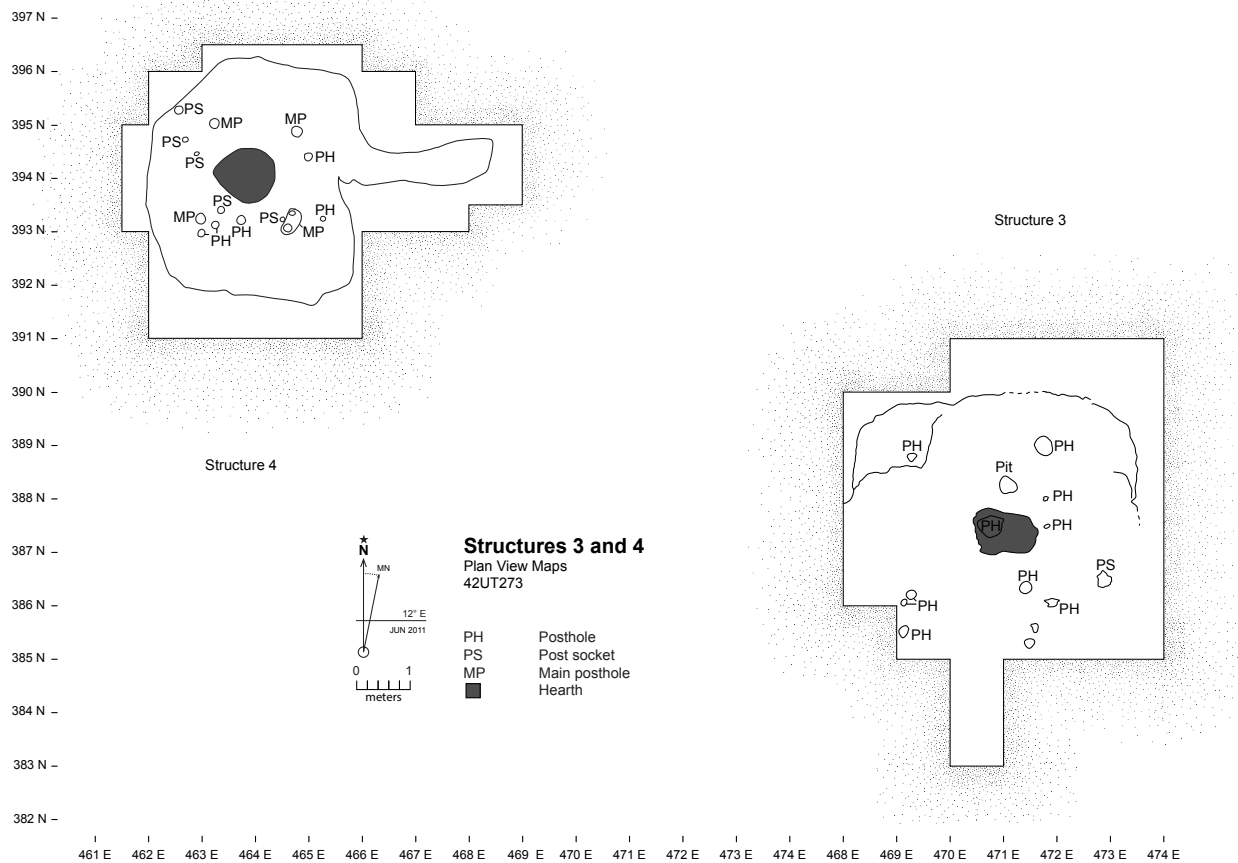 397 N
396 N
395 N
394 N
393 N
392 N
391 N
390 N
389 N
388 N
387 N
386 N
385 N
384 N
383 N
382 N
PS
MP
MP
PS
PS
PH
PS
MP
PS
PH
PH
PH
MP
Structure 4
Structure 3
PH
PH
Pit
PH
PH
PH
PS
PH
PH
PH
PH
N
MN
12° E
JUN 2011
0 1
meters
Structures 3 and 4
Plan View Maps
42UT273
PH Posthole
PS Post socket
MP Main posthole
Hearth
461 E 462 E 463 E 464 E 465 E 466 E 467 E 468 E 469 E 470 E 471 E 472 E 473 E 474 E 467 E 468 E 469 E 470 E 471 E 472 E 473 E 474 E